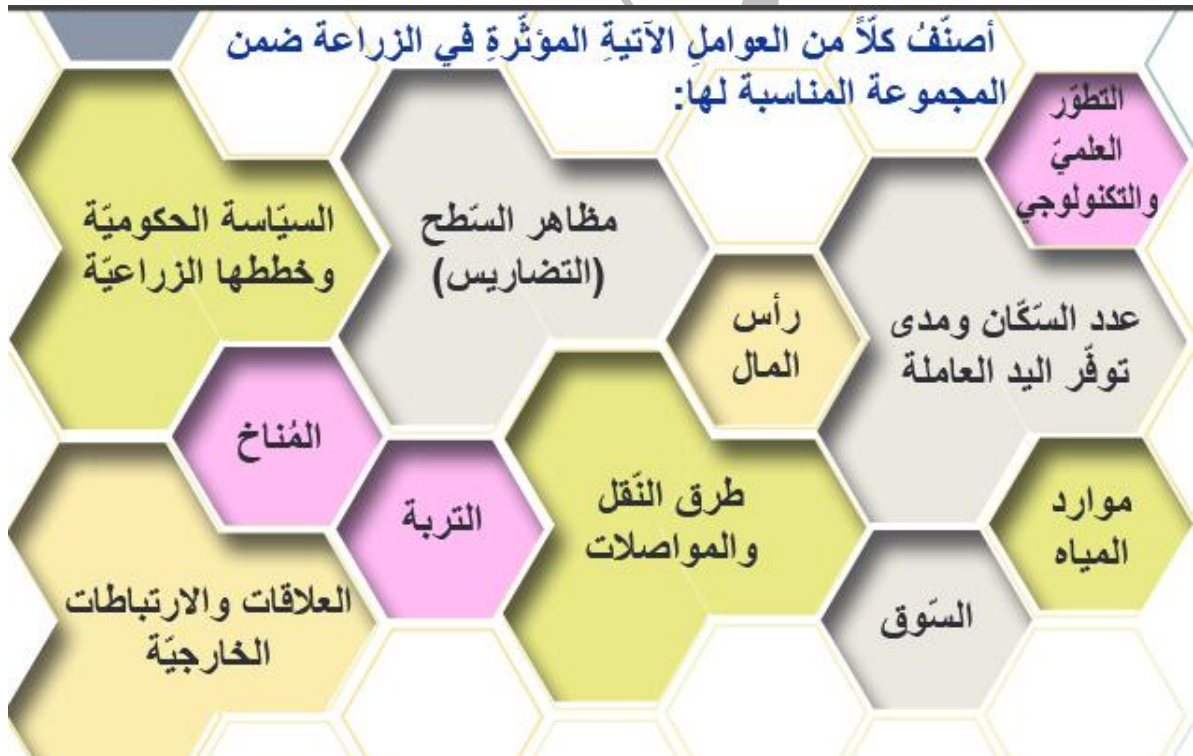 أصنّفُ كلّاً من العواملِ الآتيةِ المؤثّرةِ في الزراعة ضمن
المجموعة المناسبة لها:
التطوّر
العلميّ
والتكنولوجي
مظاهر السّطح
(التضاريس)
السيّاسة الحكوميّة
وخططها الزراعيّة
رأس
المال
عدد السّكّان ومدى
توفّر اليد العاملة
المُناخ
التربة
طرق النّقل
والمواصلات
موارد
المياه
السّوق
العلاقات والارتباطات
الخارجيّة